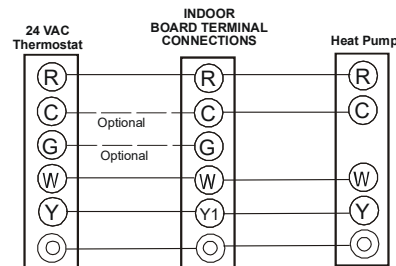 24 VAC
Thermostat
INDOOR
BOARD TERMINAL
CONNECTIONS
Heat Pump
R R R
C Optional C C
G Optional G
W W W
Y Y1 Y